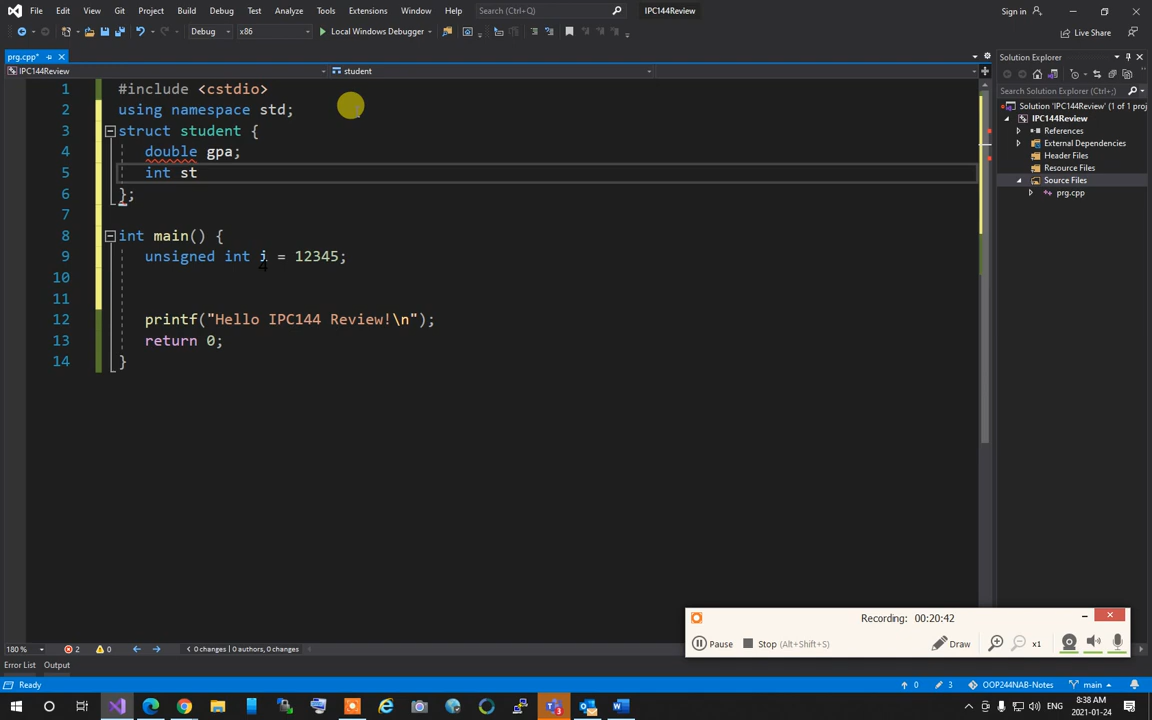 File Edit View Git Project Build Debug Test Analyze Tools Extensions Window Help Search (Ctrl+Q) IPC144Review Sign in
Debug x86 Local Windows Debugger Live Share
prg.cpp* Solution Explorer
IPC144Review student
Search Solution Explorer (Ctrl+;)
Solution 'IPC144Review' (1 of 1 proj
IPC144Review
References
External Dependencies
Header Files
Resource Files
Source Files
prg.cpp
1 #include <cstdio>
2 using namespace std;
3 struct student {
4 double gpa;
5 int st
6 };
7
8 int main() {
9 unsigned int i = 12345;
10
11
12 printf("Hello IPC144 Review!\n");
13 return 0;
14 }
Recording: 00:20:42
Pause Stop (Alt+Shift+S) Draw x1
180 % 2 0 0 changes | 0 authors, 0 changes
Error List Output
Ready 0 3 OOP244NAB-Notes main
ENG 8:38 AM
2021-01-24